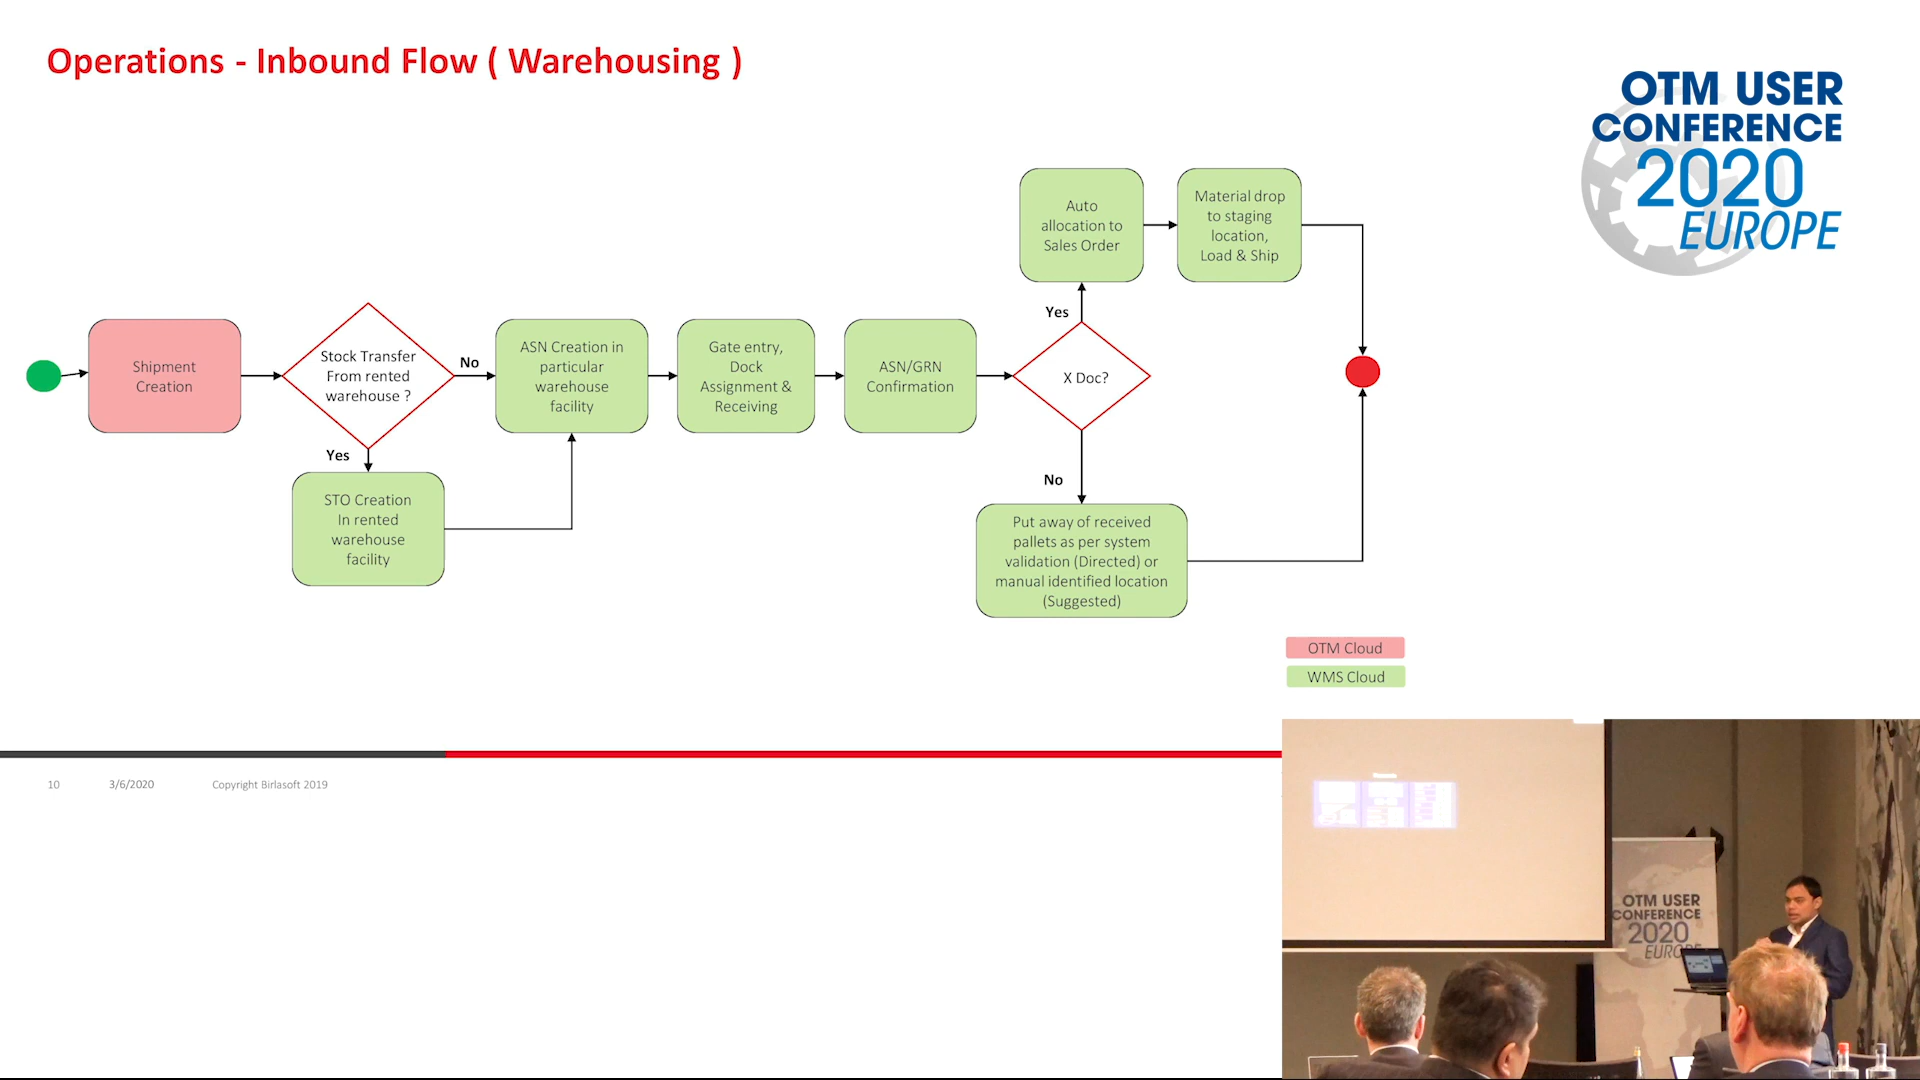 Operations - Inbound Flow ( Warehousing )
OTM USER
CONFERENCE
2020
EUROPE
Auto
allocation to
Sales Order
Material drop
to staging
location,
Load & Ship
Yes
Shipment
Creation
Stock Transfer
From rented
warehouse ?
No
ASN Creation in
particular
warehouse
facility
Gate entry,
Dock
Assignment &
Receiving
ASN/GRN
Confirmation
X Doc?
Yes
STO Creation
In rented
warehouse
facility
No
Put away of received
pallets as per system
validation (Directed) or
manual identified location
(Suggested)
OTM Cloud
WMS Cloud
10
3/6/2020
Copyright Birlasoft 2019
OTM USER
CONFERENCE
2020